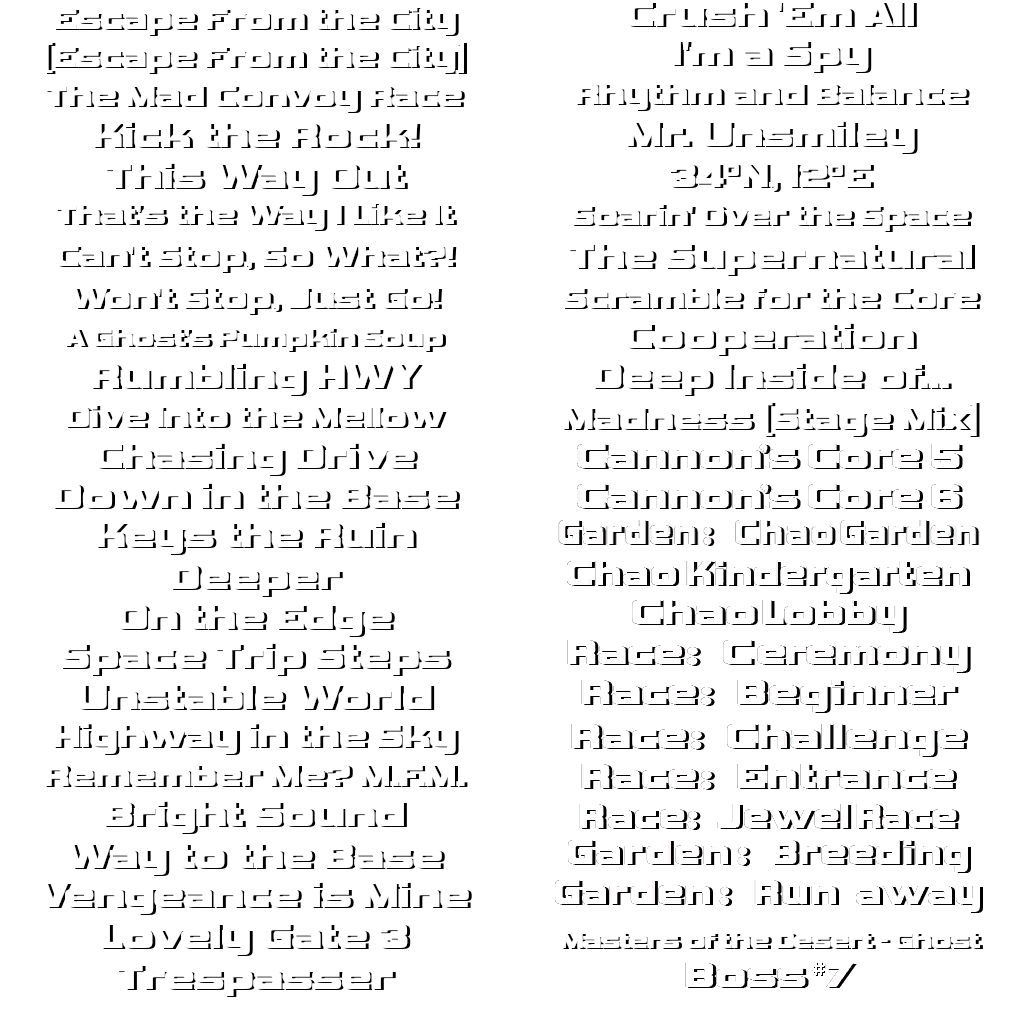 Escape From the City
[Escape From the City]
The Mad Convoy Race
Kick the Rock!
This Way Out
That's the Way I Like It
Can't Stop, So What?!
Won't Stop, Just Go!
A Ghost's Pumpkin Soup
Rumbling HWY
Dive Into the Mellow
Chasing Drive
Down in the Base
Keys the Ruin
Deeper
On the Edge
Space Trip Steps
Unstable World
Highway in the Sky
Remember Me? M.F.M.
Bright Sound
Way to the Base
Vengeance is Mine
Lovely Gate 3
Trespasser
Crush 'Em All
I'm a Spy
Rhythm and Balance
Mr. Unsmiley
34°N, 12°E
Soarin' Over the Space
The Supernatural
Scramble for the Core
Cooperation
Deep Inside of...
Madness [Stage Mix]
Cannon's Core 5
Cannon's Core 6
Garden: Chao Garden
Chao Kindergarten
Chao Lobby
Race: Ceremony
Race: Beginner
Race: Challenge
Race: Entrance
Race: Jewel Race
Garden: Breeding
Garden: Run away
Masters of the Desert - Ghost
Boss #7